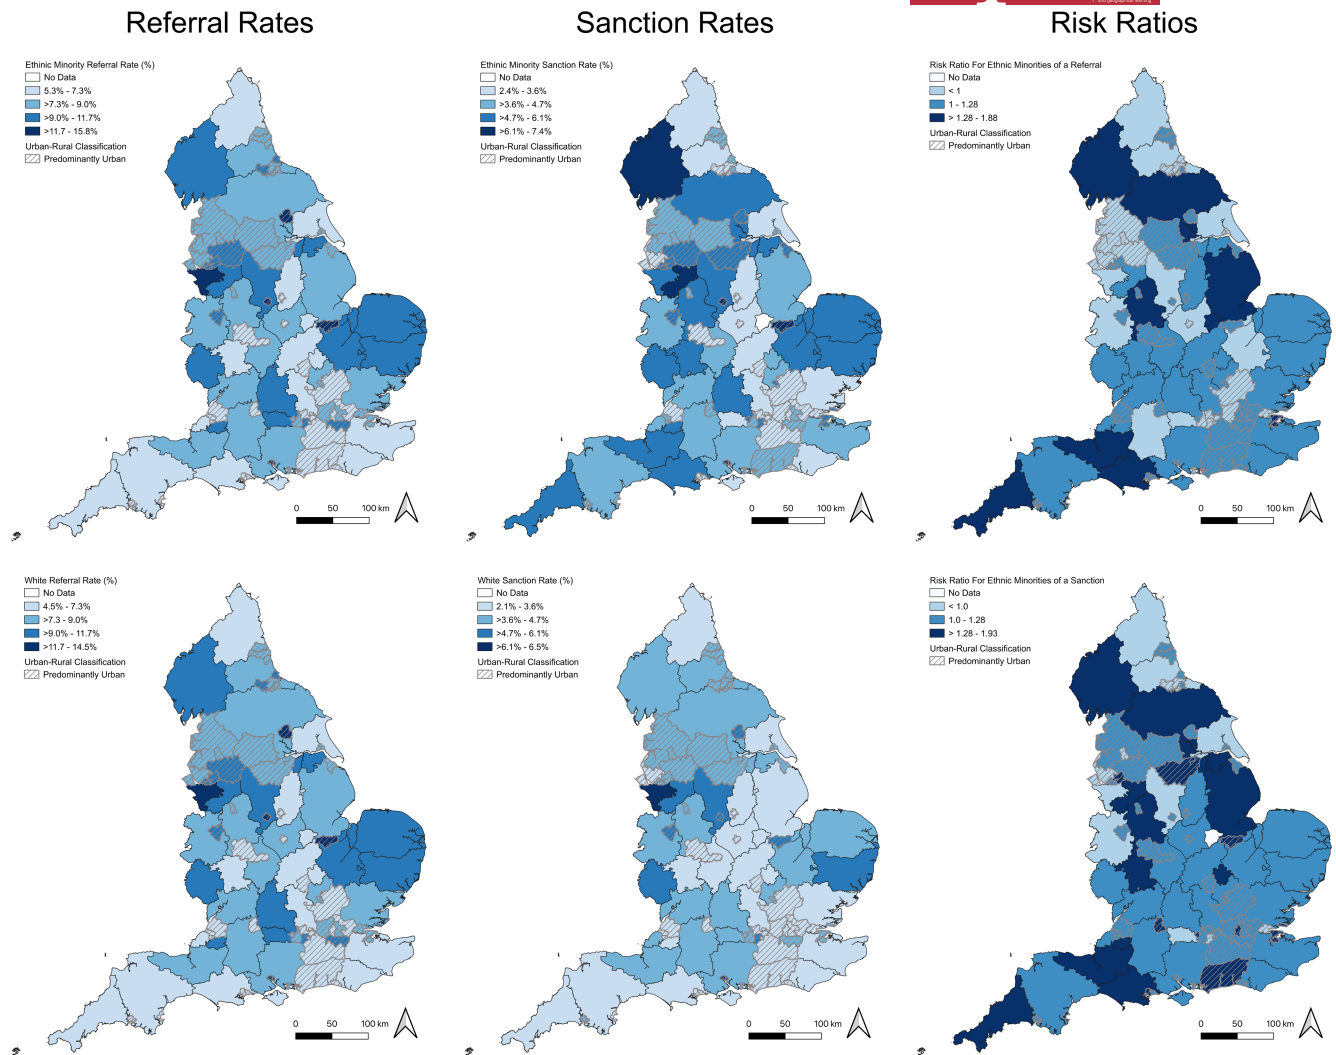 and geographical learning
Referral Rates
Sanction Rates
Risk Ratios
Ethinic Minority Referral Rate (%)
No Data
5.3% - 7.3%
>7.3% - 9.0%
>9.0% - 11.7%
>11.7 - 15.8%
Urban-Rural Classification
Predominantly Urban
0 50 100 km
Ethinic Minority Sanction Rate (%)
No Data
2.4% - 3.6%
>3.6% - 4.7%
>4.7% - 6.1%
>6.1% - 7.4%
Urban-Rural Classification
Predominantly Urban
0 50 100 km
Risk Ratio For Ethnic Minorities of a Referral
No Data
< 1
1 - 1.28
> 1.28 - 1.88
Urban-Rural Classification
Predominantly Urban
0 50 100 km
White Referral Rate (%)
No Data
4.5% - 7.3%
>7.3 - 9.0%
>9.0% - 11.7%
>11.7 - 14.5%
Urban-Rural Classification
Predominantly Urban
0 50 100 km
White Sanction Rate (%)
No Data
2.1% - 3.6%
>3.6% - 4.7%
>4.7% - 6.1%
>6.1% - 6.5%
Urban-Rural Classification
Predominantly Urban
0 50 100 km
Risk Ratio For Ethnic Minorities of a Sanction
No Data
< 1.0
1.0 - 1.28
> 1.28 - 1.93
Urban-Rural Classification
Predominantly Urban
0 50 100 km